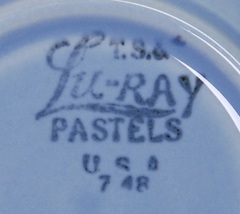 T.S.&T.
LU-RAY
PASTELS
U S A
7 48